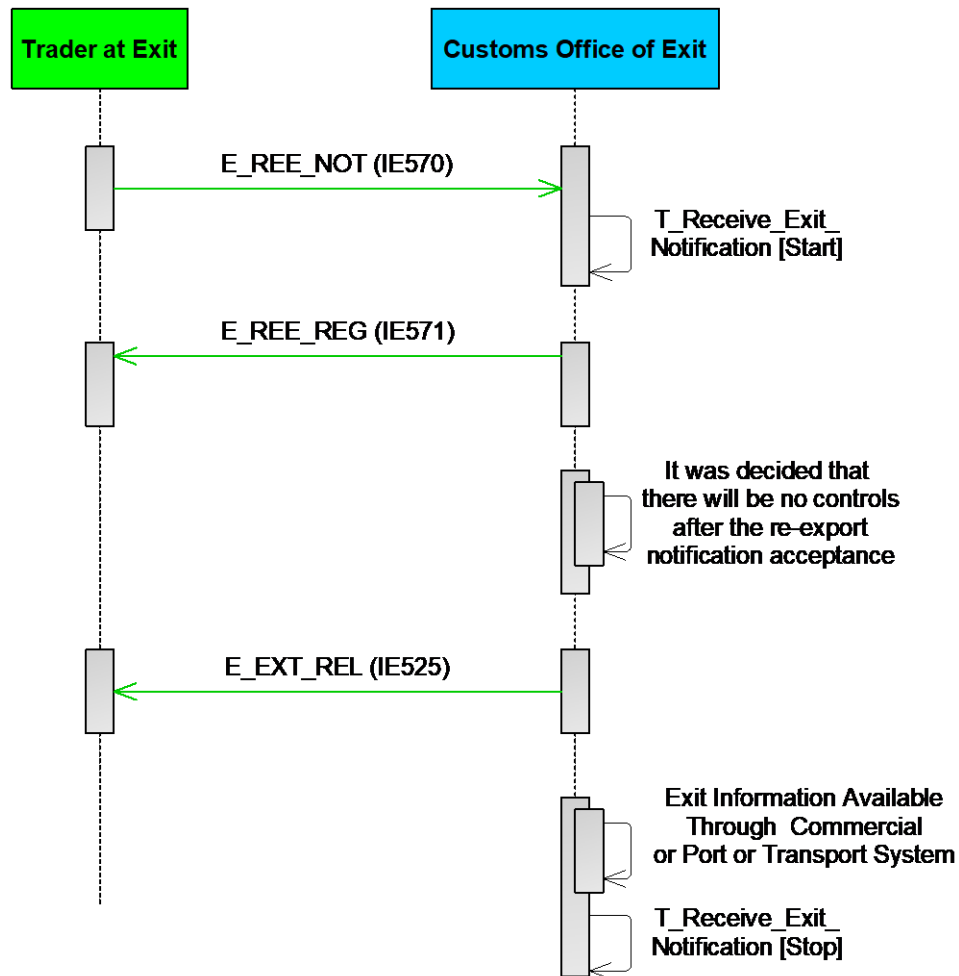 Trader at Exit
Customs Office of Exit
E_REE_NOT (IE570)
T_Receive_Exit_
Notification [Start]
E_REE_REG (IE571)
It was decided that
there will be no controls
after the re-export
notification acceptance
E_EXT_REL (IE525)
Exit Information Available
Through Commercial
or Port or Transport System
T_Receive_Exit_
Notification [Stop]